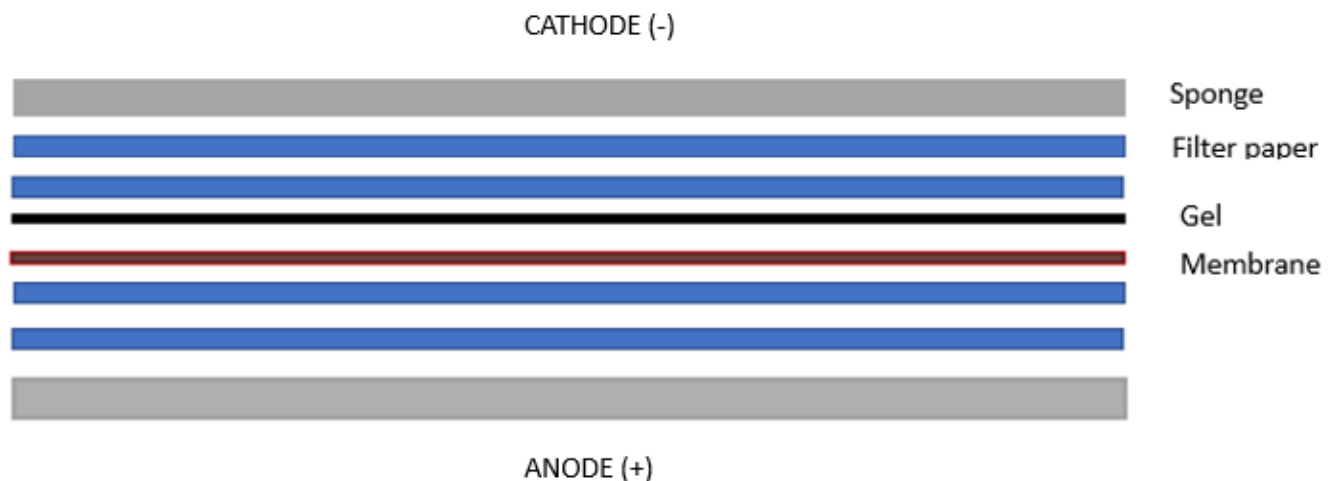 CATHODE (-)
Sponge
Filter paper
Gel
Membrane
ANODE (+)